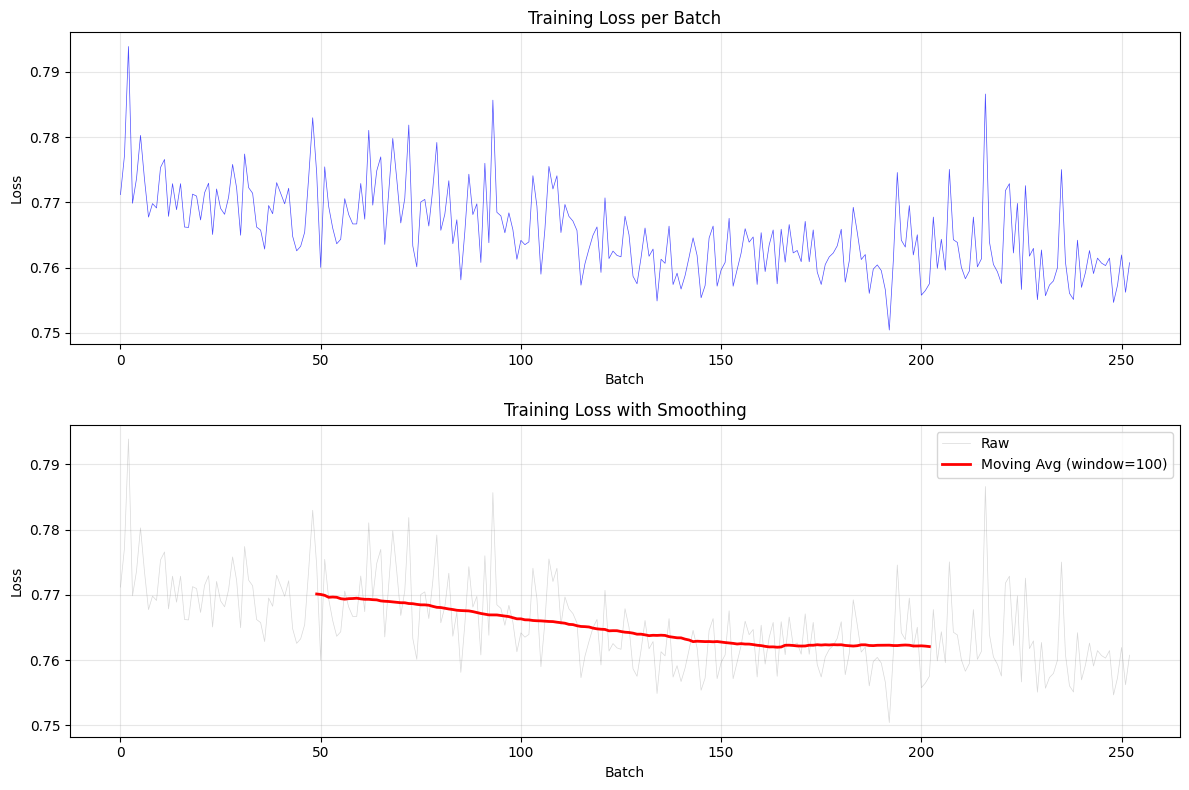 Training Loss per Batch
0.79
0.78
0.77
0.76
0.75
Loss
0 50 100 150 200 250
Batch
Training Loss with Smoothing
Raw
Moving Avg (window=100)
0.79
0.78
0.77
0.76
0.75
Loss
0 50 100 150 200 250
Batch